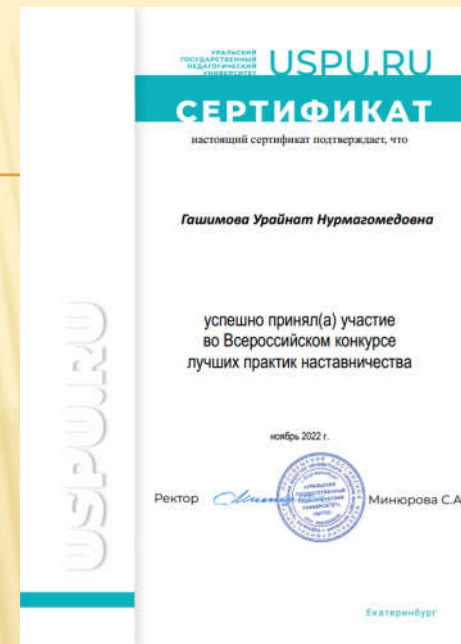 УРАЛЬСКИЙ
ГОСУДАРСТВЕННЫЙ
ПЕДАГОГИЧЕСКИЙ
УНИВЕРСИТЕТ
USPU.RU
СЕРТИФИКАТ
настоящий сертификат подтверждает, что
Гашимова Урайнат Нурмагомедовна
успешно принял(а) участие
во Всероссийском конкурсе
лучших практик наставничества
ноябрь 2022 г.
Ректор
Минюрова С.А
USPU.RU
Екатеринбург